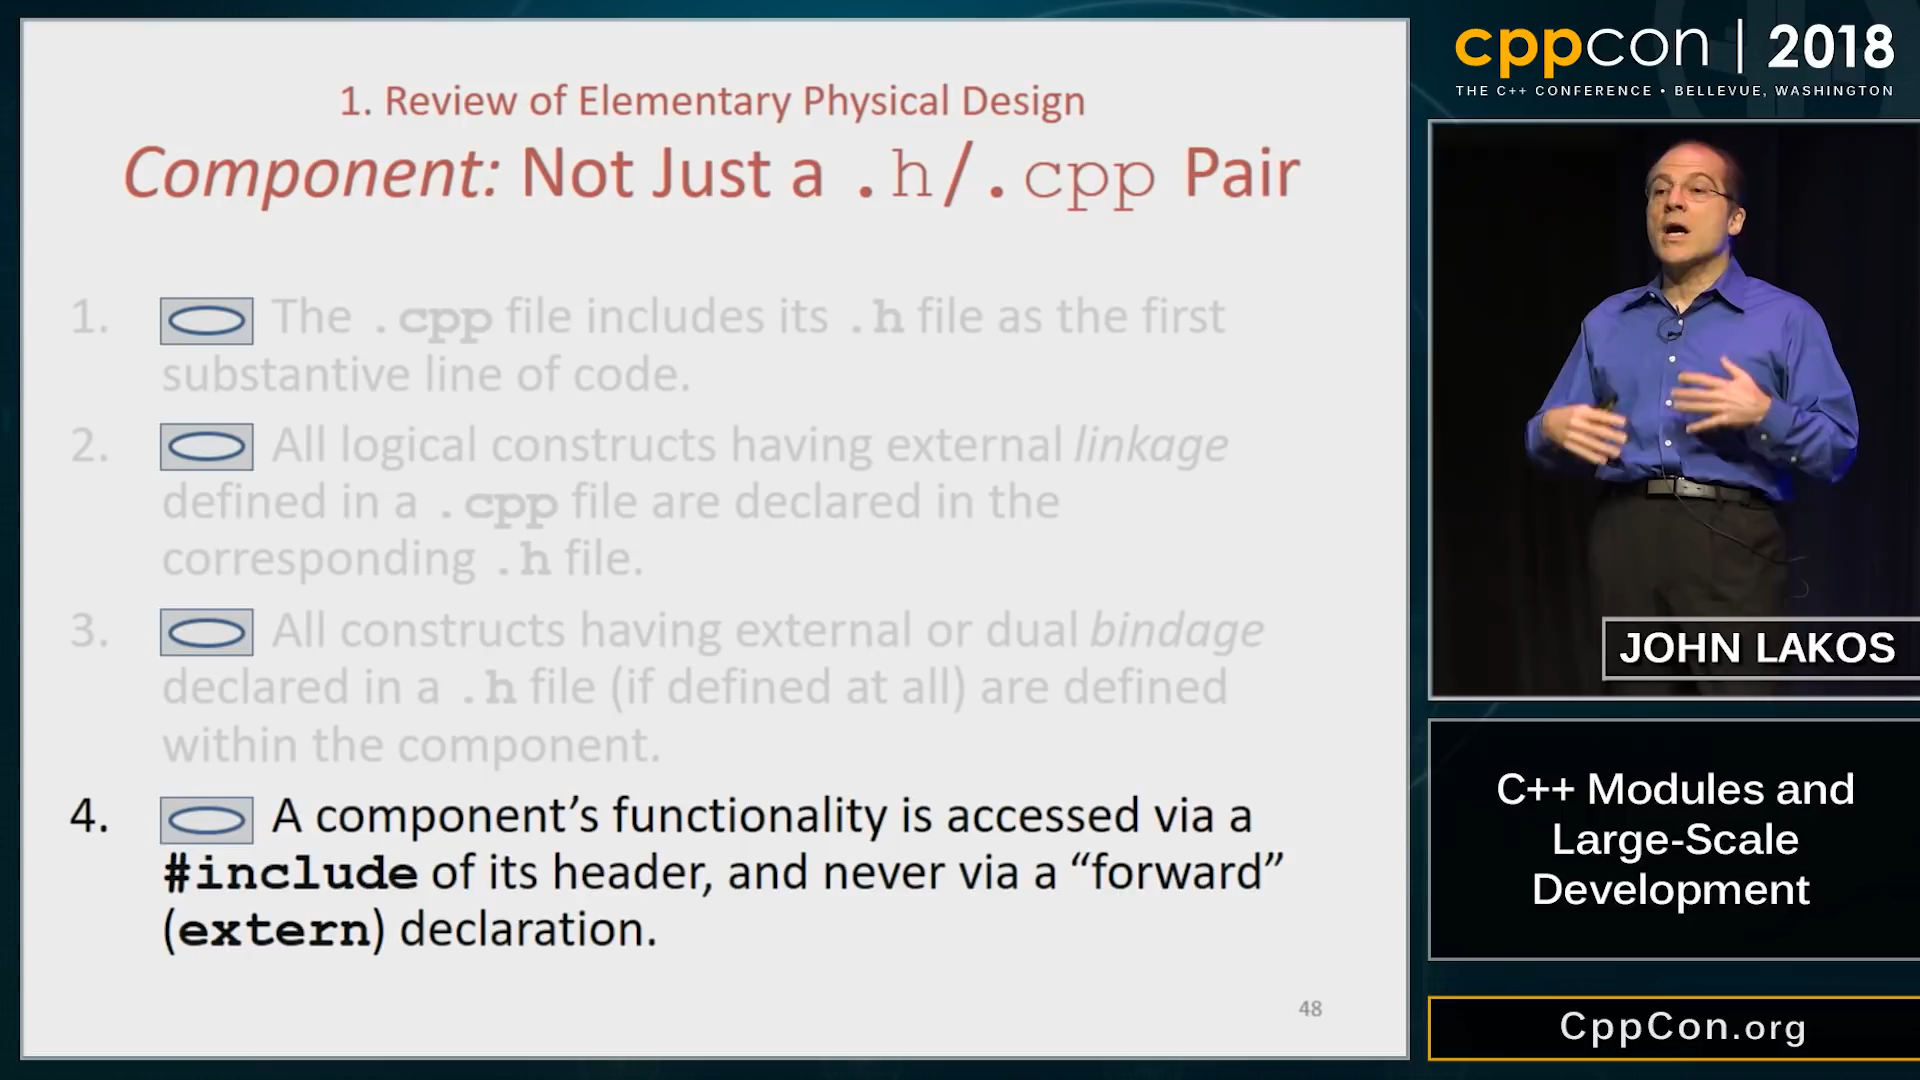 1. Review of Elementary Physical Design
Component: Not Just a .h/.cpp Pair
1. The .cpp file includes its .h file as the first
substantive line of code.
2. All logical constructs having external linkage
defined in a .cpp file are declared in the
corresponding .h file.
3. All constructs having external or dual bindage
declared in a .h file (if defined at all) are defined
within the component.
4. A component’s functionality is accessed via a
#include of its header, and never via a “forward”
(extern) declaration.
48
cppcon | 2018
THE C++ CONFERENCE • BELLEVUE, WASHINGTON
JOHN LAKOS
C++ Modules and
Large-Scale
Development
CppCon.org